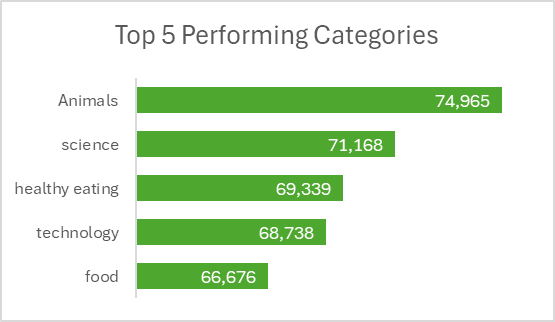 Top 5 Performing Categories
Animals 74,965
science 71,168
healthy eating 69,339
technology 68,738
food 66,676